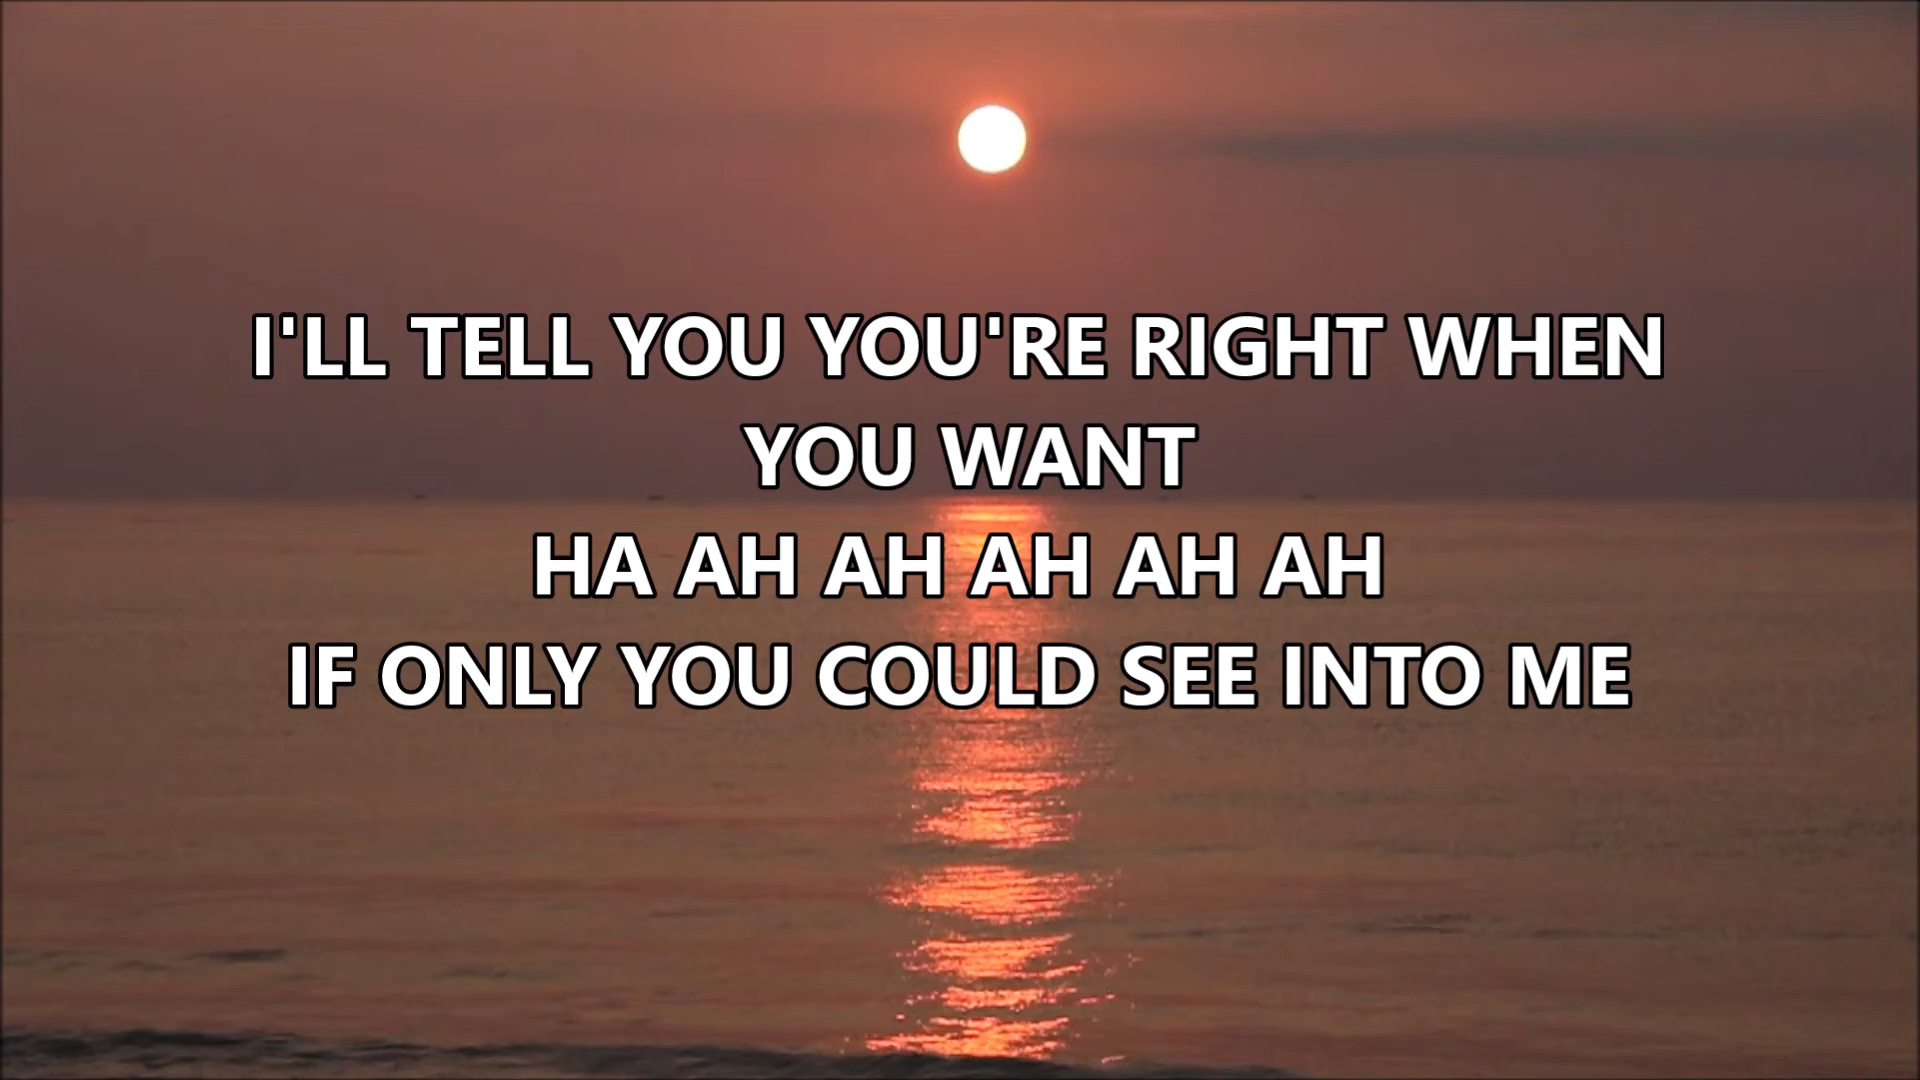 I'LL TELL YOU YOU'RE RIGHT WHEN
YOU WANT
HA AH AH AH AH AH
IF ONLY YOU COULD SEE INTO ME